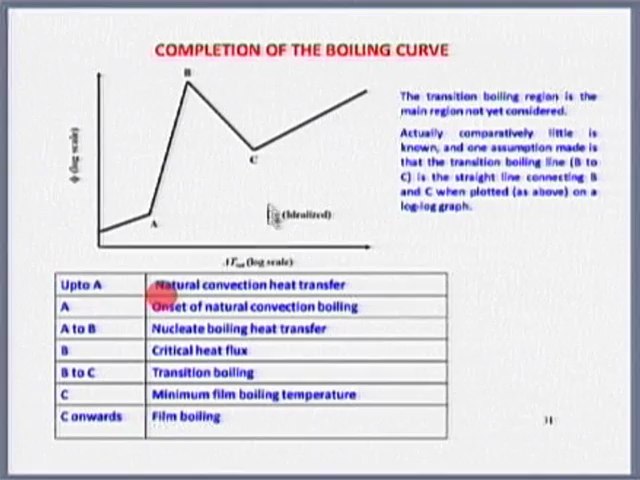 COMPLETION OF THE BOILING CURVE
B
ϕ (log scale)
C
A
(Idealized)
ΔTsat (log scale)
The transition boiling region is the
main region not yet considered.
Actually comparatively little is
known, and one assumption made is
that the transition boiling line (B to
C) is the straight line connecting B
and C when plotted (as above) on a
log-log graph.
Upto A Natural convection heat transfer
A Onset of natural convection boiling
A to B Nucleate boiling heat transfer
B Critical heat flux
B to C Transition boiling
C Minimum film boiling temperature
C onwards Film boiling